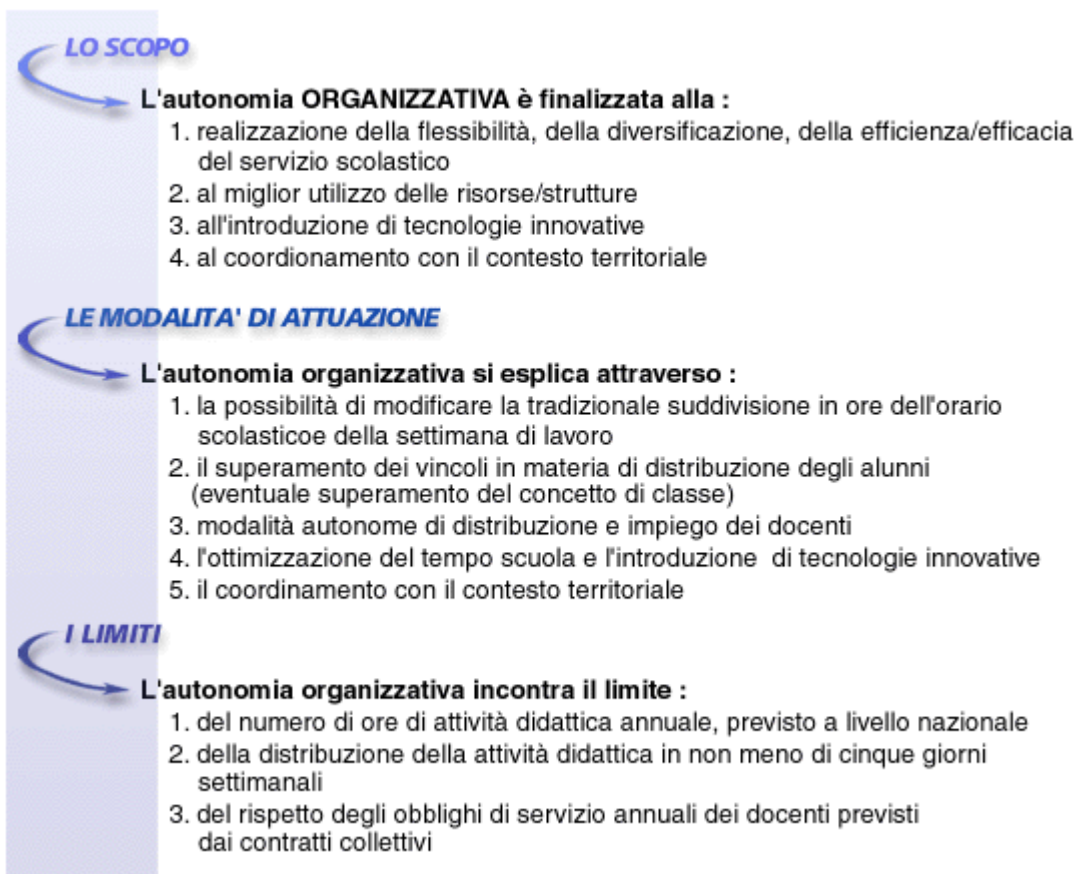 LO SCOPO
L'autonomia ORGANIZZATIVA è finalizzata alla :
1. realizzazione della flessibilità, della diversificazione, della efficienza/efficacia
del servizio scolastico
2. al miglior utilizzo delle risorse/strutture
3. all'introduzione di tecnologie innovative
4. al coordionamento con il contesto territoriale
LE MODALITA' DI ATTUAZIONE
L'autonomia organizzativa si esplica attraverso :
1. la possibilità di modificare la tradizionale suddivisione in ore dell'orario
scolasticoe della settimana di lavoro
2. il superamento dei vincoli in materia di distribuzione degli alunni
(eventuale superamento del concetto di classe)
3. modalità autonome di distribuzione e impiego dei docenti
4. l'ottimizzazione del tempo scuola e l'introduzione di tecnologie innovative
5. il coordinamento con il contesto territoriale
I LIMITI
L'autonomia organizzativa incontra il limite :
1. del numero di ore di attività didattica annuale, previsto a livello nazionale
2. della distribuzione della attività didattica in non meno di cinque giorni
settimanali
3. del rispetto degli obblighi di servizio annuali dei docenti previsti
dai contratti collettivi